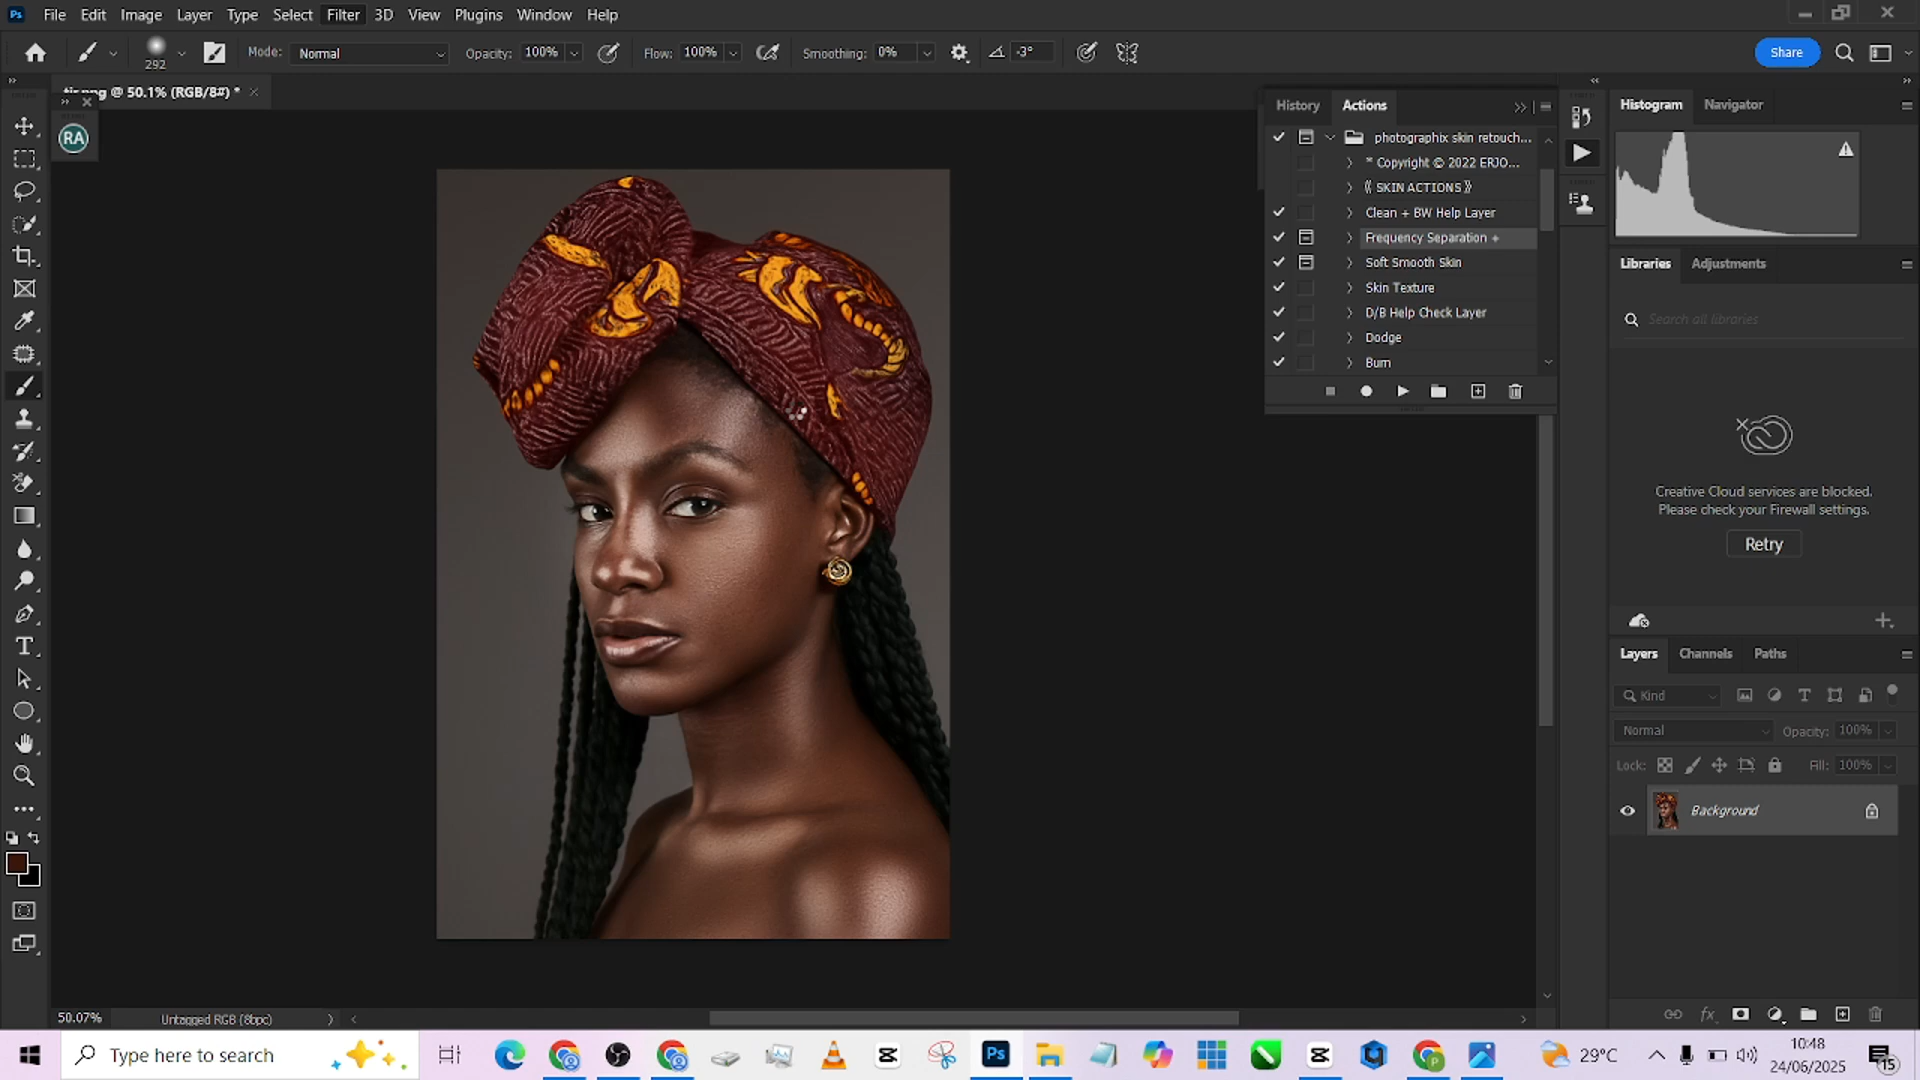 Ps File Edit Image Layer Type Select Filter 3D View Plugins Window Help
292 Mode: Normal Opacity: 100% Flow: 100% Smoothing: 0% -3° Share
@ 50.1% (RGB/8#) *
RA
History Actions
photographix skin retouch...
* Copyright © 2022 ERJO...
⟪ SKIN ACTIONS ⟫
Clean + BW Help Layer
Frequency Separation +
Soft Smooth Skin
Skin Texture
D/B Help Check Layer
Dodge
Burn
Histogram Navigator
Libraries Adjustments
Search all libraries
Creative Cloud services are blocked.
Please check your Firewall settings.
Retry
Layers Channels Paths
Kind
Normal Opacity: 100%
Lock: Fill: 100%
Background
fx
50.07% Untagged RGB (8bpc)
Type here to search
Ps
29°C
10:48
24/06/2025
15